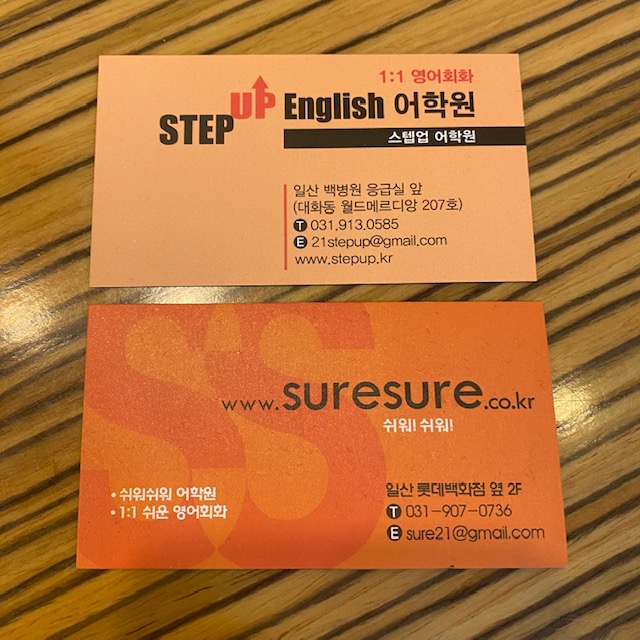 1:1 영어회화
STEP UP English 어학원
스텝업 어학원
일산 백병원 응급실 앞
(대화동 월드메르디앙 207호)
T 031.913.0585
E 21stepup@gmail.com
www.stepup.kr
SS
www.suresure.co.kr
쉬워! 쉬워!
• 쉬워쉬워 어학원
• 1:1 쉬운 영어회화
일산 롯데백화점 옆 2F
T 031-907-0736
E sure21@gmail.com